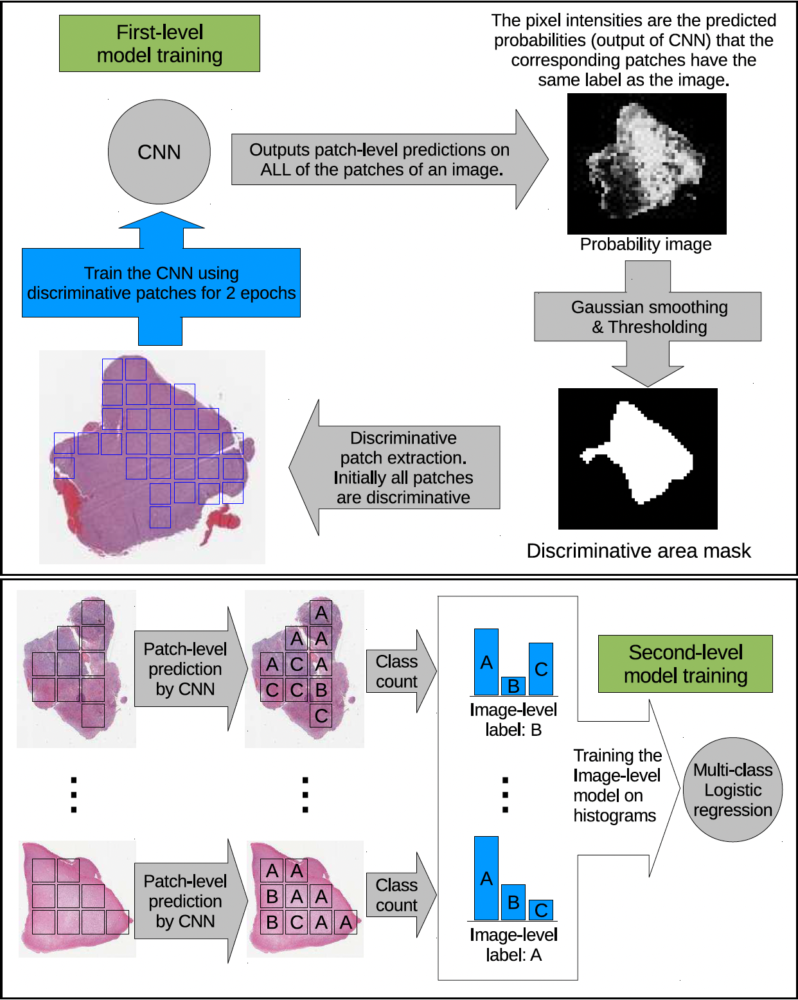 First-level
model training
The pixel intensities are the predicted
probabilities (output of CNN) that the
corresponding patches have the
same label as the image.
CNN
Outputs patch-level predictions on
ALL of the patches of an image.
Probability image
Train the CNN using
discriminative patches for 2 epochs
Gaussian smoothing
& Thresholding
Discriminative
patch extraction.
Initially all patches
are discriminative
Discriminative area mask
Patch-level
prediction
by CNN
A
A A
A C A
C C B
C
Class
count
A B C
Image-level
label: B
Second-level
model training
Training the
Image-level
model on
histograms
Multi-class
Logistic
regression
Patch-level
prediction
by CNN
A A
B A A
B C A A
Class
count
A B C
Image-level
label: A